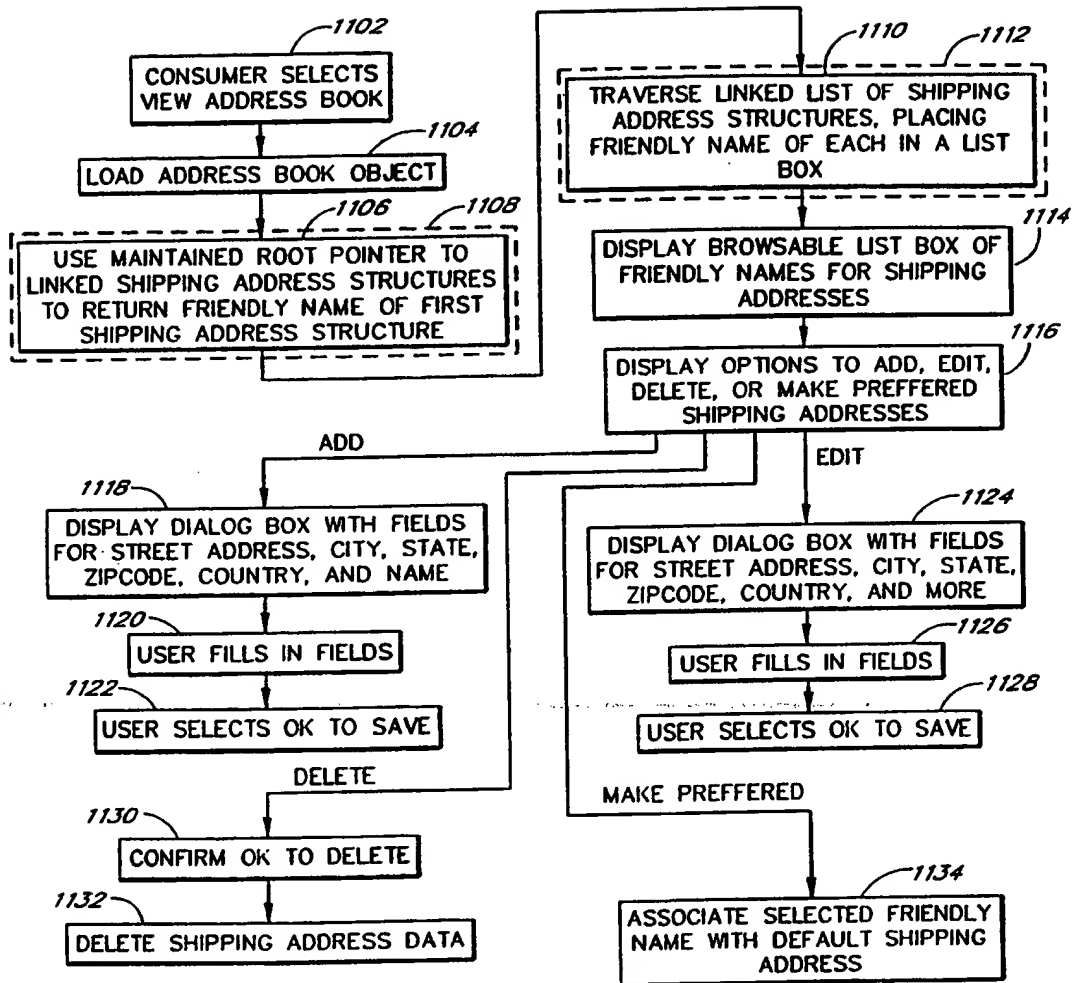 1102
CONSUMER SELECTS
VIEW ADDRESS BOOK
1104
LOAD ADDRESS BOOK OBJECT
1106
1108
USE MAINTAINED ROOT POINTER TO
LINKED SHIPPING ADDRESS STRUCTURES
TO RETURN FRIENDLY NAME OF FIRST
SHIPPING ADDRESS STRUCTURE
1110
1112
TRAVERSE LINKED LIST OF SHIPPING
ADDRESS STRUCTURES, PLACING
FRIENDLY NAME OF EACH IN A LIST
BOX
1114
DISPLAY BROWSABLE LIST BOX OF
FRIENDLY NAMES FOR SHIPPING
ADDRESSES
1116
DISPLAY OPTIONS TO ADD, EDIT,
DELETE, OR MAKE PREFFERED
SHIPPING ADDRESSES
ADD
1118
DISPLAY DIALOG BOX WITH FIELDS
FOR STREET ADDRESS, CITY, STATE,
ZIPCODE, COUNTRY, AND NAME
1120
USER FILLS IN FIELDS
1122
USER SELECTS OK TO SAVE
EDIT
1124
DISPLAY DIALOG BOX WITH FIELDS
FOR STREET ADDRESS, CITY, STATE,
ZIPCODE, COUNTRY, AND MORE
1126
USER FILLS IN FIELDS
1128
USER SELECTS OK TO SAVE
DELETE
1130
CONFIRM OK TO DELETE
1132
DELETE SHIPPING ADDRESS DATA
MAKE PREFFERED
1134
ASSOCIATE SELECTED FRIENDLY
NAME WITH DEFAULT SHIPPING
ADDRESS